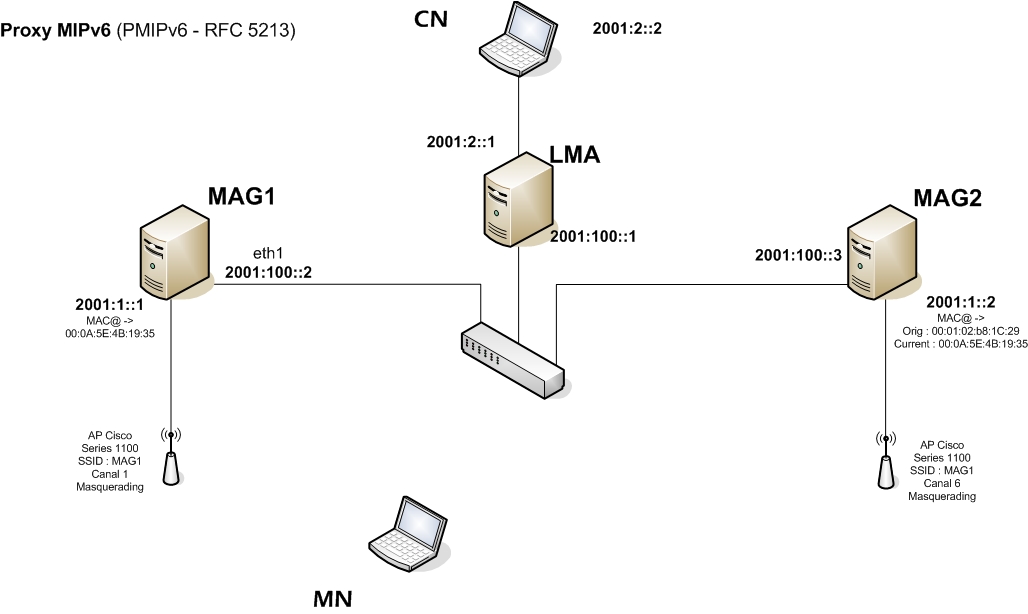 Proxy MIPv6 (PMIPv6 - RFC 5213)
CN
2001:2::2
2001:2::1
LMA
2001:100::1
MAG1
eth1
2001:100::2
2001:1::1
MAC@ ->
00:0A:5E:4B:19:35
MAG2
2001:100::3
2001:1::2
MAC@ ->
Orig : 00:01:02:b8:1C:29
Current : 00:0A:5E:4B:19:35
AP Cisco
Series 1100
SSID : MAG1
Canal 1
Masquerading
AP Cisco
Series 1100
SSID : MAG1
Canal 6
Masquerading
MN